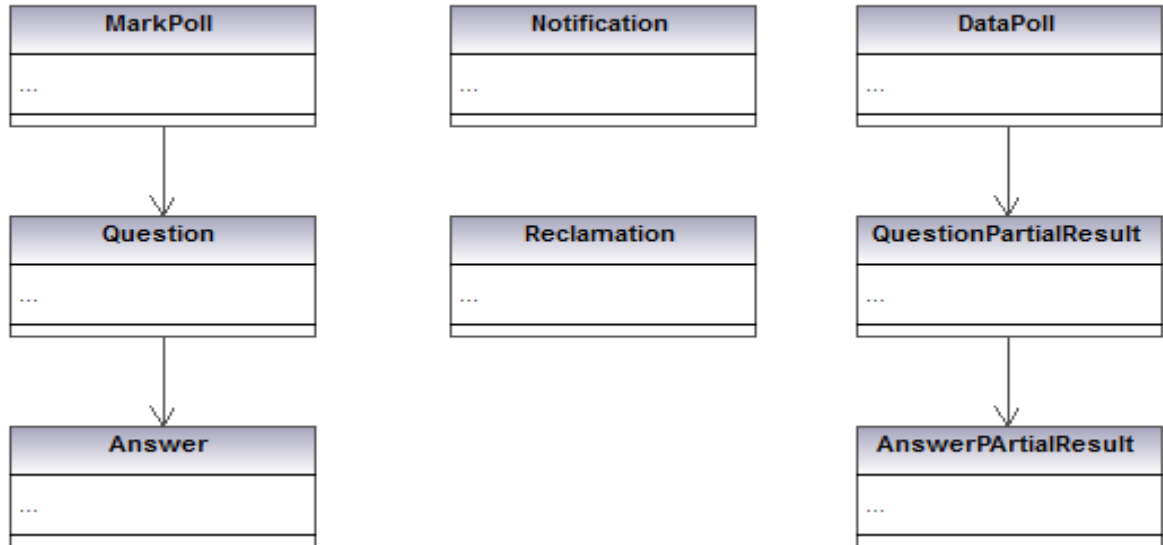 MarkPoll
...
Notification
...
DataPoll
...
Question
...
Reclamation
...
QuestionPartialResult
...
Answer
...
AnswerPArtialResult
...